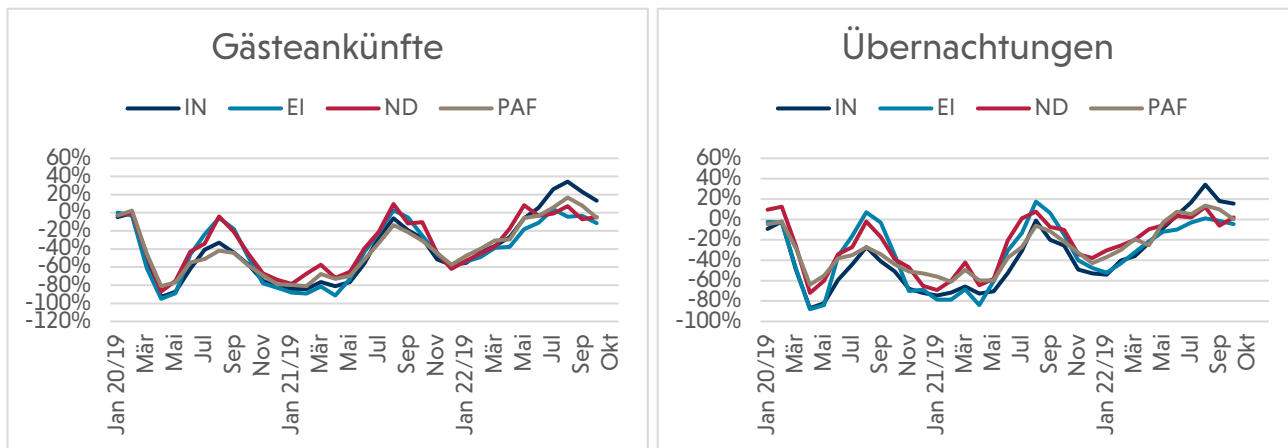 Gästeankünfte
IN EI ND PAF
60%
40%
20%
0%
-20%
-40%
-60%
-80%
-100%
-120%
Jan 20/19
Mär
Mai
Jul
Sep
Nov
Jan 21/19
Mär
Mai
Jul
Sep
Nov
Jan 22/19
Mär
Mai
Jul
Sep
Okt
Übernachtungen
IN EI ND PAF
60%
40%
20%
0%
-20%
-40%
-60%
-80%
-100%
Jan 20/19
Mär
Mai
Jul
Sep
Nov
Jan 21/19
Mär
Mai
Jul
Sep
Nov
Jan 22/19
Mär
Mai
Jul
Sep
Okt